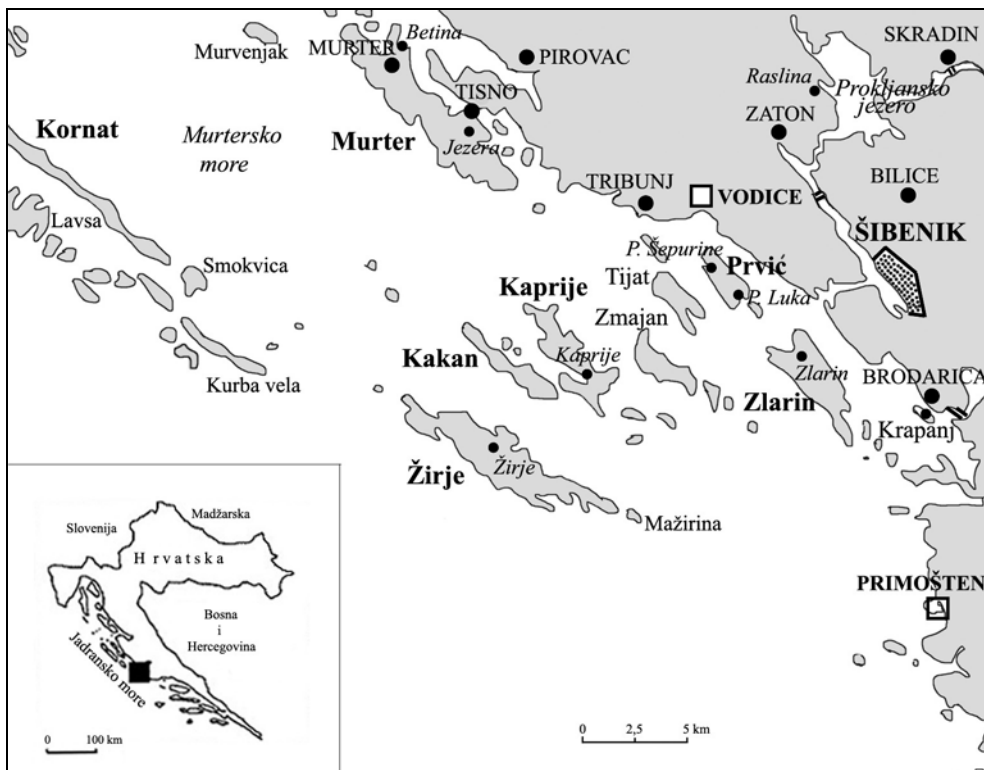 Betina
Murvenjak
MURTER
PIROVAC
SKRADIN
Raslina
Prokljansko
jezero
TISNO
ZATON
Kornat
Murtersko
more
Murter
Jezera
TRIBUNJ
VODICE
BILICE
ŠIBENIK
Lavsa
Smokvica
P. Šepurine
Prvić
Tijat
P. Luka
Kaprije
Zmajan
Kakan
Kaprije
Kurba vela
Zlarin
Zlarin
BRODARICA
Krapanj
Žirje
Žirje
Mažirina
PRIMOŠTEN
Slovenija
Madžarska
Hrvatska
Bosna
i
Hercegovina
Jadransko more
0 100 km
0 2,5 5 km